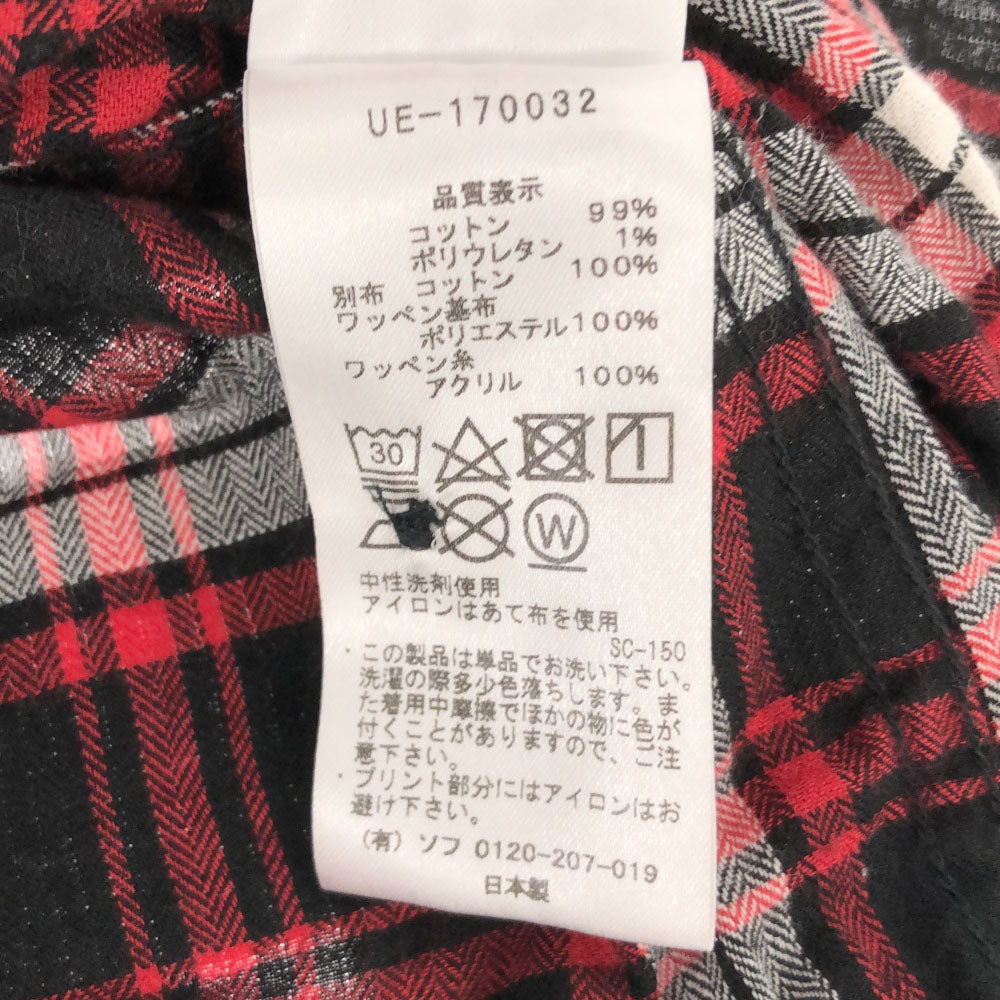 UE-170032
品質表示
コットン 99%
ポリウレタン 1%
別布 コットン 100%
ワッペン基布
ポリエステル 100%
ワッペン糸
アクリル 100%
30
W
中性洗剤使用
アイロンはあて布を使用
SC-150
・この製品は単品でお洗い下さい。
洗濯の際多少色落ちします。ま
た着用中摩擦でほかの物に色が
付くことがありますので、ご注
意下さい。
・プリント部分にはアイロンはお
避け下さい。
(有) ソフ 0120-207-019
日本製